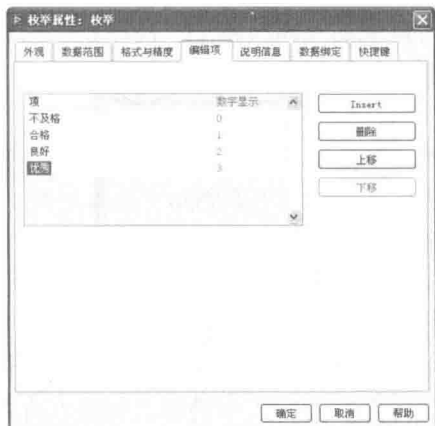 枚举属性：枚举
外观 数据范围 格式与精度 编辑项 说明信息 数据绑定 快捷键
项 数字显示
不及格 0
合格 1
良好 2
优秀 3
Insert
删除
上移
下移
确定 取消 帮助